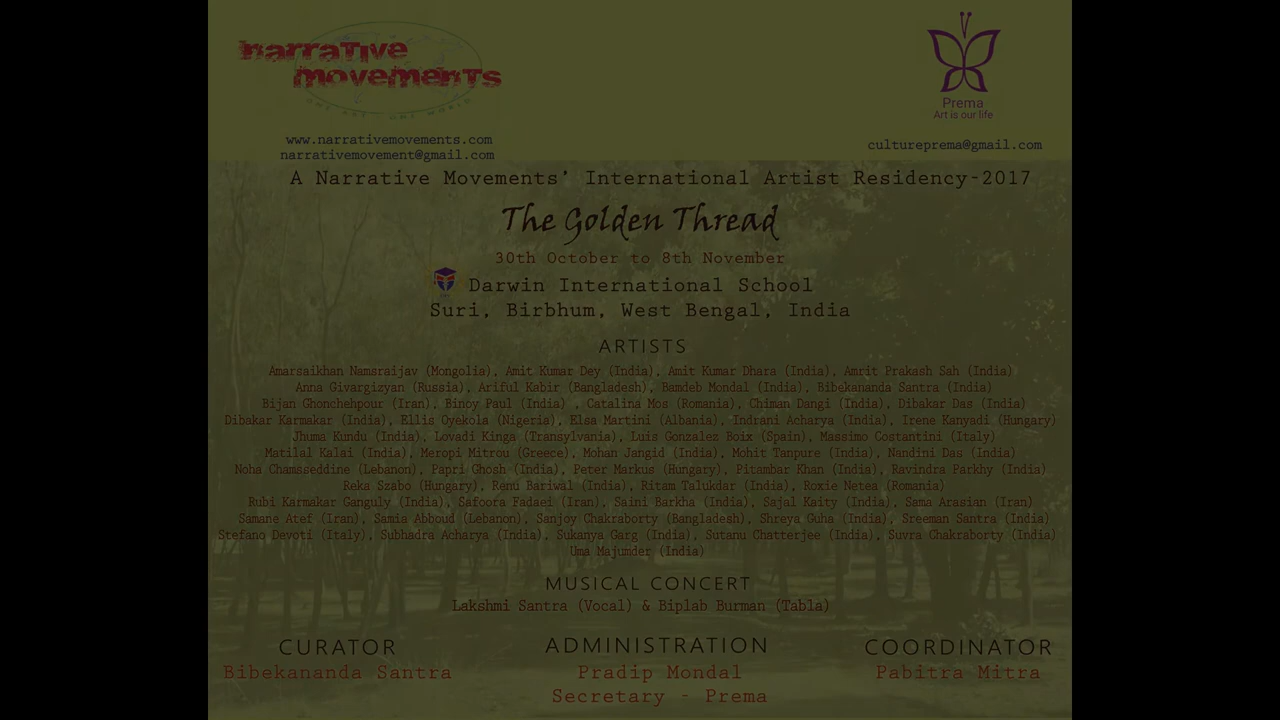 narrative
movements
ONE ART - ONE WORLD
Prema
Art is our life
www.narrativemovements.com
narrativemovement@gmail.com
cultureprema@gmail.com
A Narrative Movements' International Artist Residency-2017
The Golden Thread
30th October to 8th November
Darwin International School
Suri, Birbhum, West Bengal, India
ARTISTS
Amarsaikhan Namsraijav (Mongolia), Amit Kumar Dey (India), Amit Kumar Dhara (India), Amrit Prakash Sah (India)
Anna Givargizyan (Russia), Ariful Kabir (Bangladesh), Bamdeb Mondal (India), Bibekananda Santra (India)
Bijan Ghonchehpour (Iran), Binoy Paul (India) , Catalina Mos (Romania), Chiman Dangi (India), Dibakar Das (India)
Dibakar Karmakar (India), Ellis Oyekola (Nigeria), Elsa Martini (Albania), Indrani Acharya (India), Irene Kanyadi (Hungary)
Jhuma Kundu (India), Lovadi Kinga (Transylvania), Luis Gonzalez Boix (Spain), Massimo Costantini (Italy)
Matilal Kalai (India), Meropi Mitrou (Greece), Mohan Jangid (India), Mohit Tanpure (India), Nandini Das (India)
Noha Chamsseddine (Lebanon), Papri Ghosh (India), Peter Markus (Hungary), Pitambar Khan (India), Ravindra Parkhy (India)
Reka Szabo (Hungary), Renu Bariwal (India), Ritam Talukdar (India), Roxie Netea (Romania)
Rubi Karmakar Ganguly (India), Safoora Fadaei (Iran), Saini Barkha (India), Sajal Kaity (India), Sama Arasian (Iran)
Samane Atef (Iran), Samia Abboud (Lebanon), Sanjoy Chakraborty (Bangladesh), Shreya Guha (India), Sreeman Santra (India)
Stefano Devoti (Italy), Subhadra Acharya (India), Sukanya Garg (India), Sutanu Chatterjee (India), Suvra Chakraborty (India)
Uma Majumder (India)
MUSICAL CONCERT
Lakshmi Santra (Vocal) & Biplab Burman (Tabla)
CURATOR
Bibekananda Santra
ADMINISTRATION
Pradip Mondal
Secretary - Prema
COORDINATOR
Pabitra Mitra